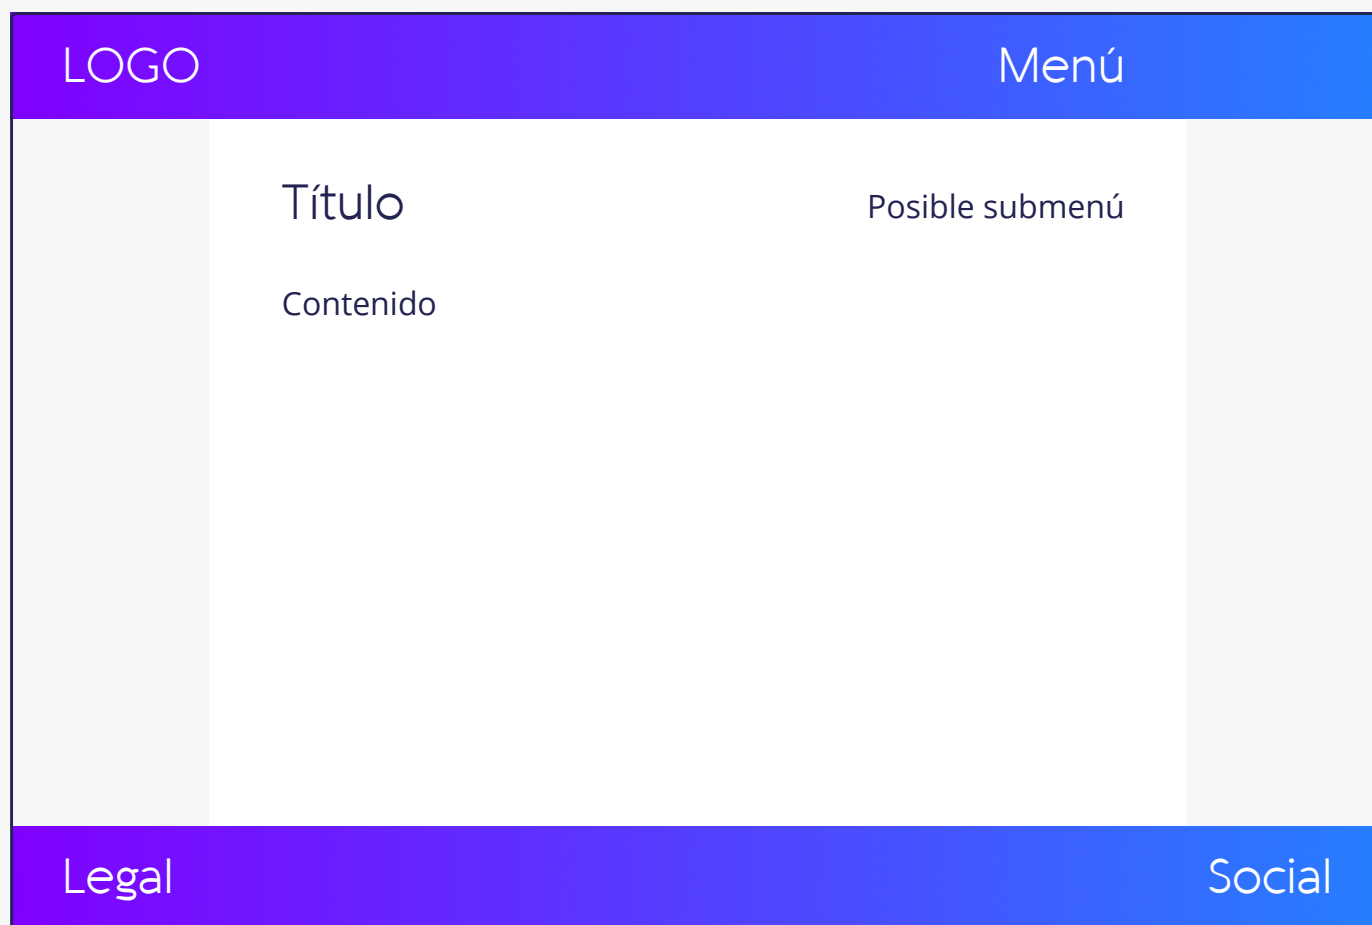 LOGO
Menú
Título
Posible submenú
Contenido
Legal
Social